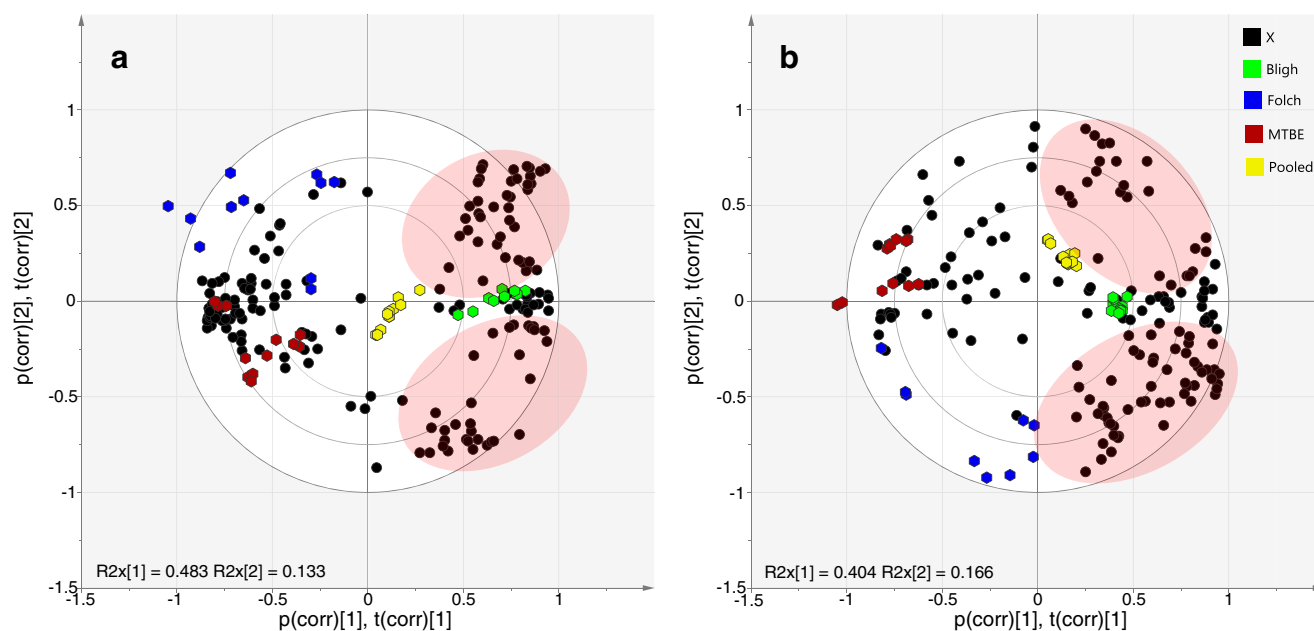 a
1
0.5
0
-0.5
-1
-1.5
-1.5
-1
-0.5
0
0.5
1
p(corr)[2], t(corr)[2]
p(corr)[1], t(corr)[1]
R2x[1] = 0.483 R2x[2] = 0.133
b
1
0.5
0
-0.5
-1
-1.5
-1.5
-1
-0.5
0
0.5
1
p(corr)[2], t(corr)[2]
p(corr)[1], t(corr)[1]
R2x[1] = 0.404 R2x[2] = 0.166
X
Bligh
Folch
MTBE
Pooled